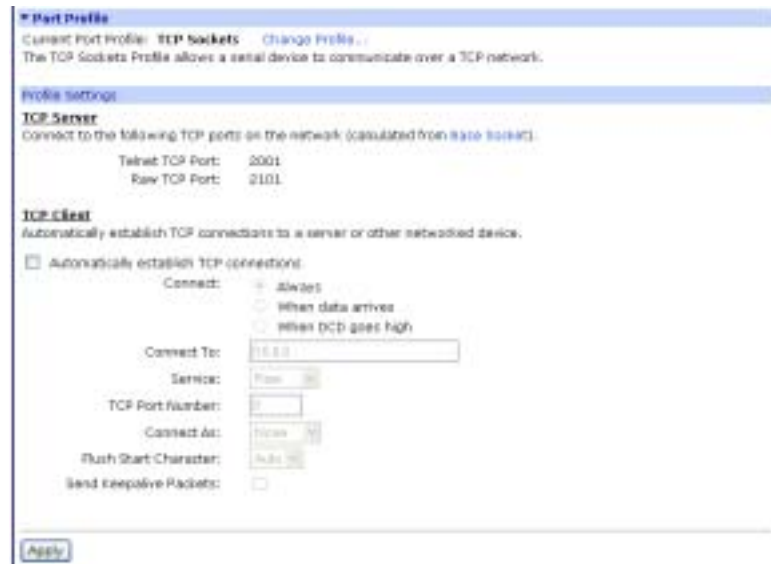 Port Profile
Current Port Profile: TCP Sockets Change Profile...
The TCP Sockets Profile allows a serial device to communicate over a TCP network.
Profile Settings
TCP Server
Connect to the following TCP ports on the network (calculated from Base Socket).
Telnet TCP Port: 2001
Raw TCP Port: 2101
TCP Client
Automatically establish TCP connections to a server or other networked device.
Automatically establish TCP connections
Connect: Always
When data arrives
When DCD goes high
Connect To:
Service: Raw
TCP Port Number: 0
Connect As: None
Flush Start Character: Auto
Send Keepalive Packets:
Apply